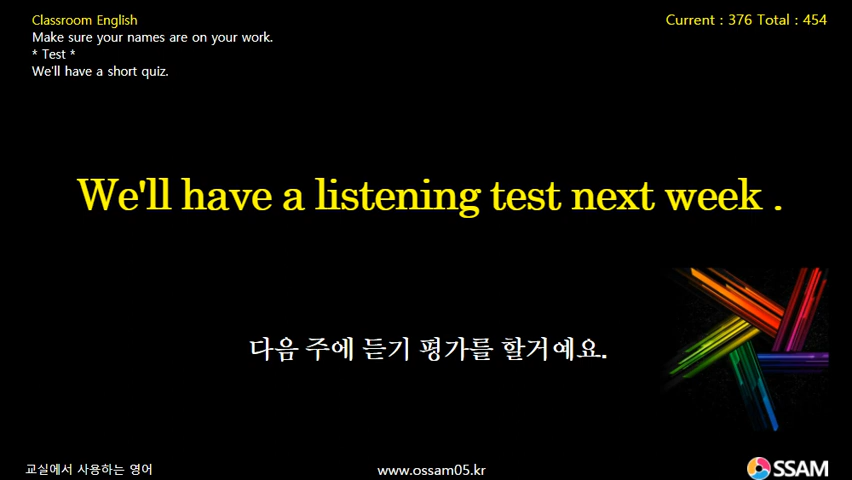 Classroom English
Current : 376 Total : 454
Make sure your names are on your work.
* Test *
We'll have a short quiz.
We'll have a listening test next week .
다음 주에 듣기 평가를 할거예요.
교실에서 사용하는 영어
www.ossam05.kr
SSAM